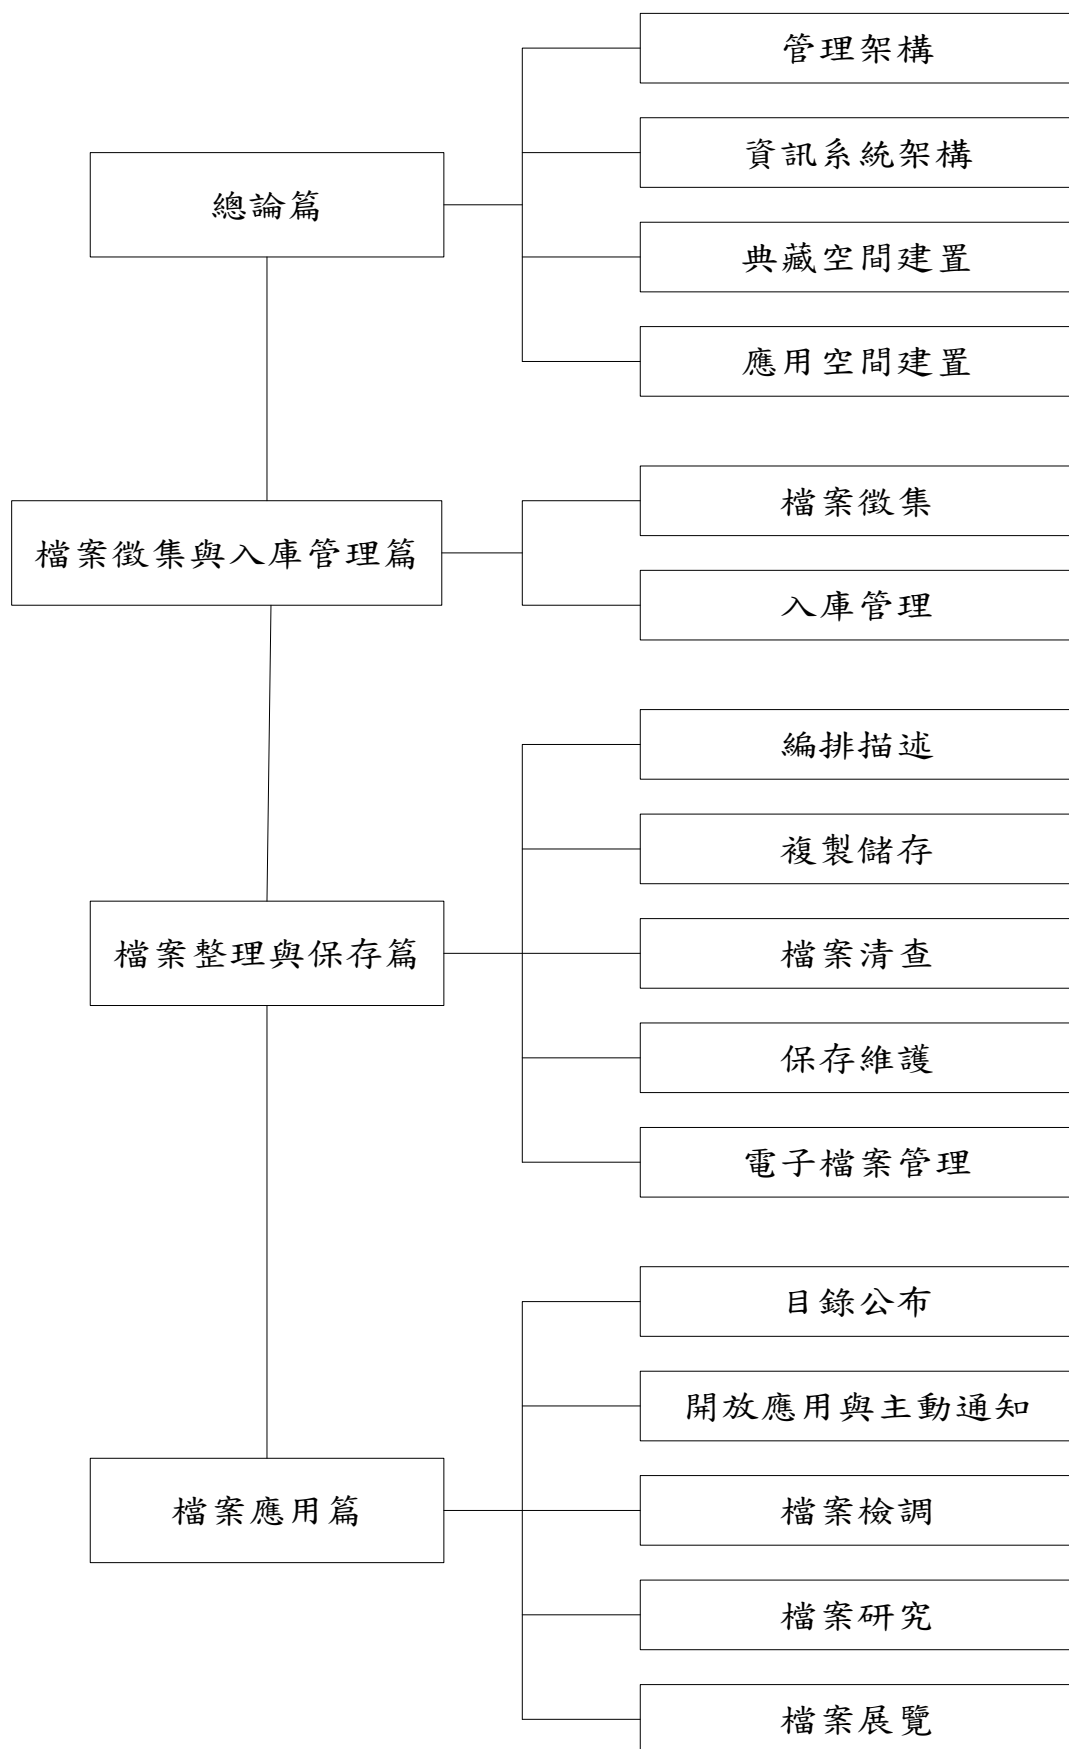 總論篇
管理架構
資訊系統架構
典藏空間建置
應用空間建置
檔案徵集與入庫管理篇
檔案徵集
入庫管理
檔案整理與保存篇
編排描述
複製儲存
檔案清查
保存維護
電子檔案管理
檔案應用篇
目錄公布
開放應用與主動通知
檔案檢調
檔案研究
檔案展覽